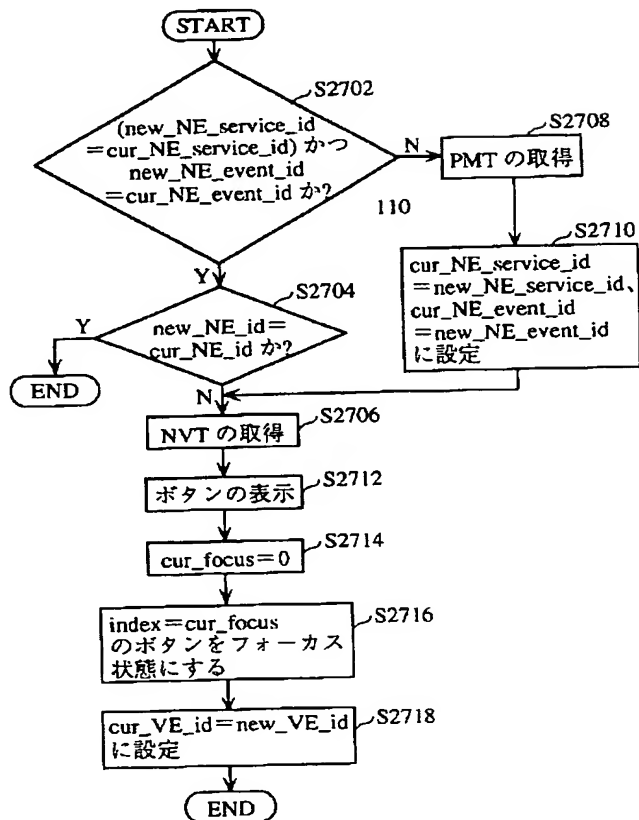 START
S2702
(new_NE_service_id
=cur_NE_service_id) かつ
new_NE_event_id
=cur_NE_event_id か?
N
S2708
PMT の取得
110
S2710
cur_NE_service_id
=new_NE_service_id、
cur_NE_event_id
=new_NE_event_id
に設定
Y
S2704
Y
new_NE_id=
cur_NE_id か?
END
N
S2706
NVT の取得
S2712
ボタンの表示
S2714
cur_focus=0
S2716
index=cur_focus
のボタンをフォーカス
状態にする
S2718
cur_VE_id=new_VE_id
に設定
END